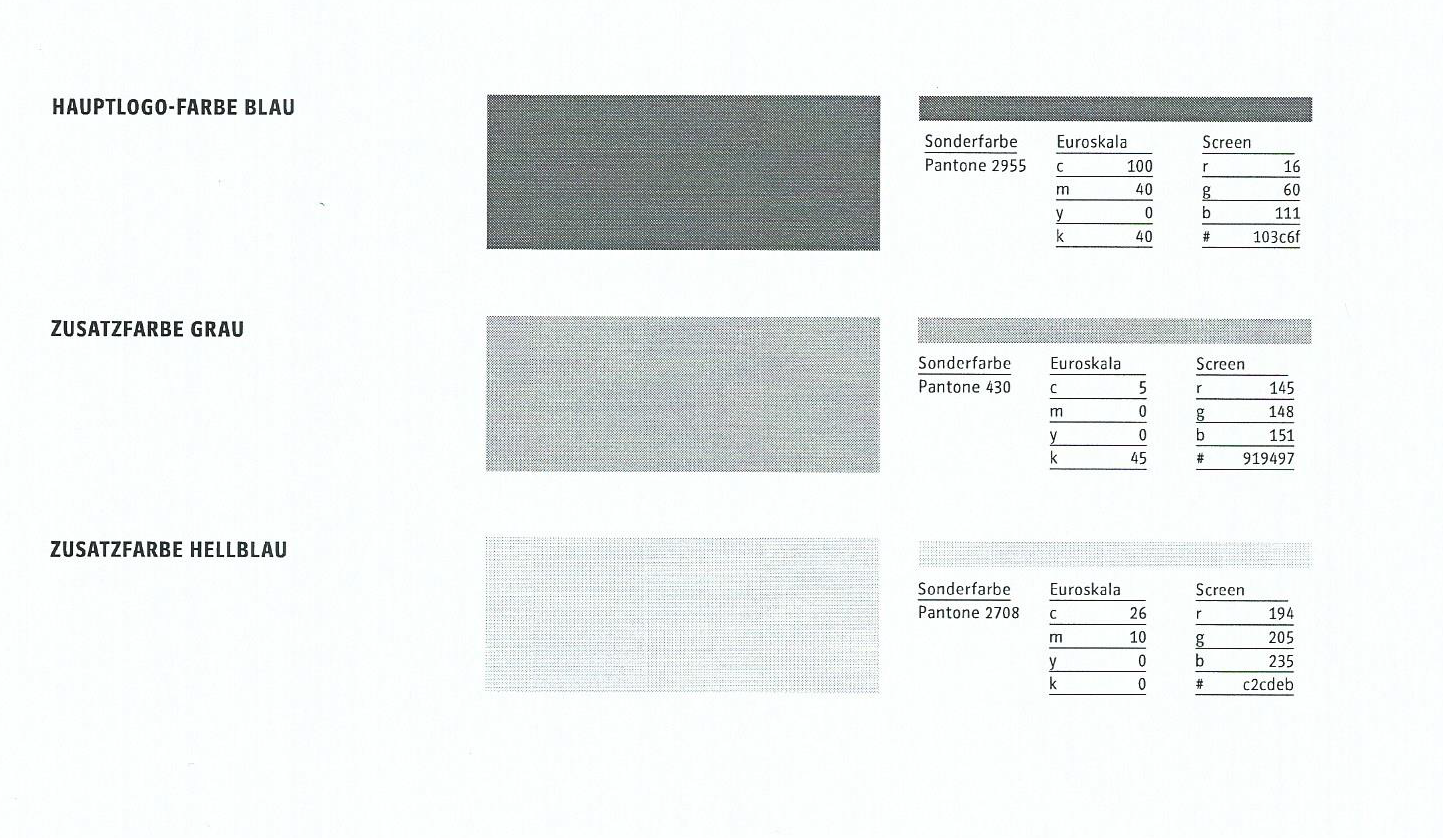 HAUPTLOGO-FARBE BLAU
Sonderfarbe Euroskala Screen
Pantone 2955 c 100 r 16
m 40 g 60
y 0 b 111
k 40 # 103c6f
ZUSATZFARBE GRAU
Sonderfarbe Euroskala Screen
Pantone 430 c 5 r 145
m 0 g 148
y 0 b 151
k 45 # 919497
ZUSATZFARBE HELLBLAU
Sonderfarbe Euroskala Screen
Pantone 2708 c 26 r 194
m 10 g 205
y 0 b 235
k 0 # c2cdeb